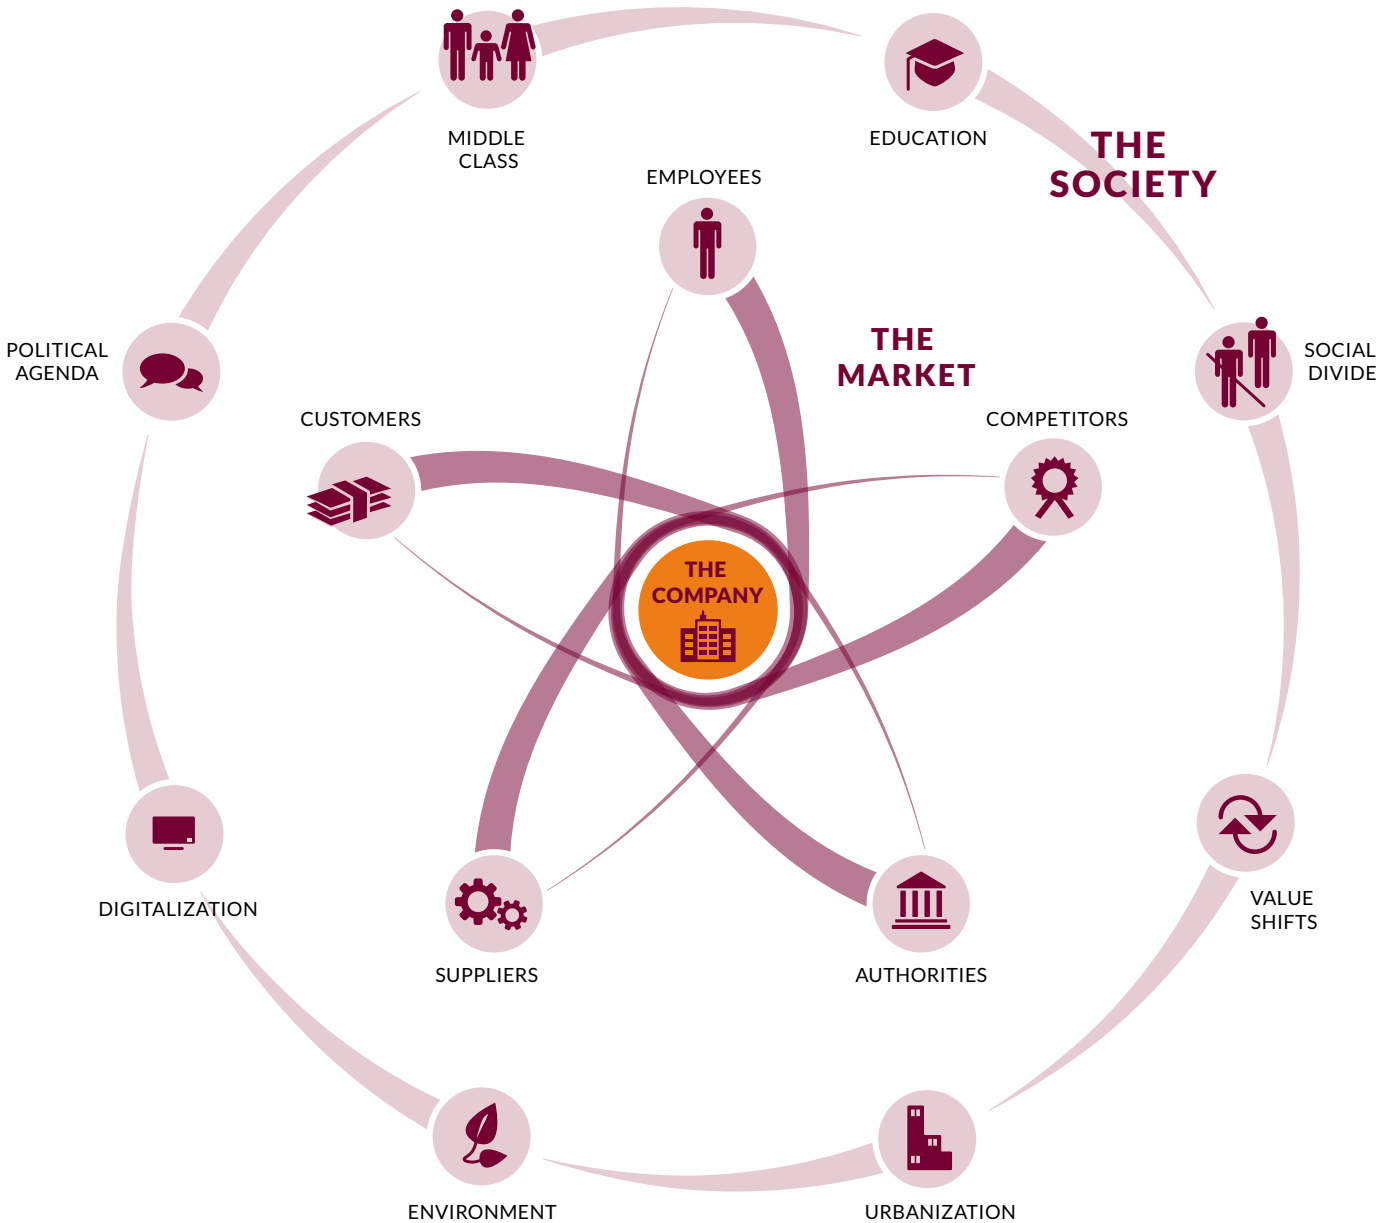 MIDDLE
CLASS
EDUCATION
THE
SOCIETY
EMPLOYEES
POLITICAL
AGENDA
THE
MARKET
SOCIAL
DIVIDE
CUSTOMERS
COMPETITORS
THE
COMPANY
DIGITALIZATION
VALUE
SHIFTS
SUPPLIERS
AUTHORITIES
ENVIRONMENT
URBANIZATION